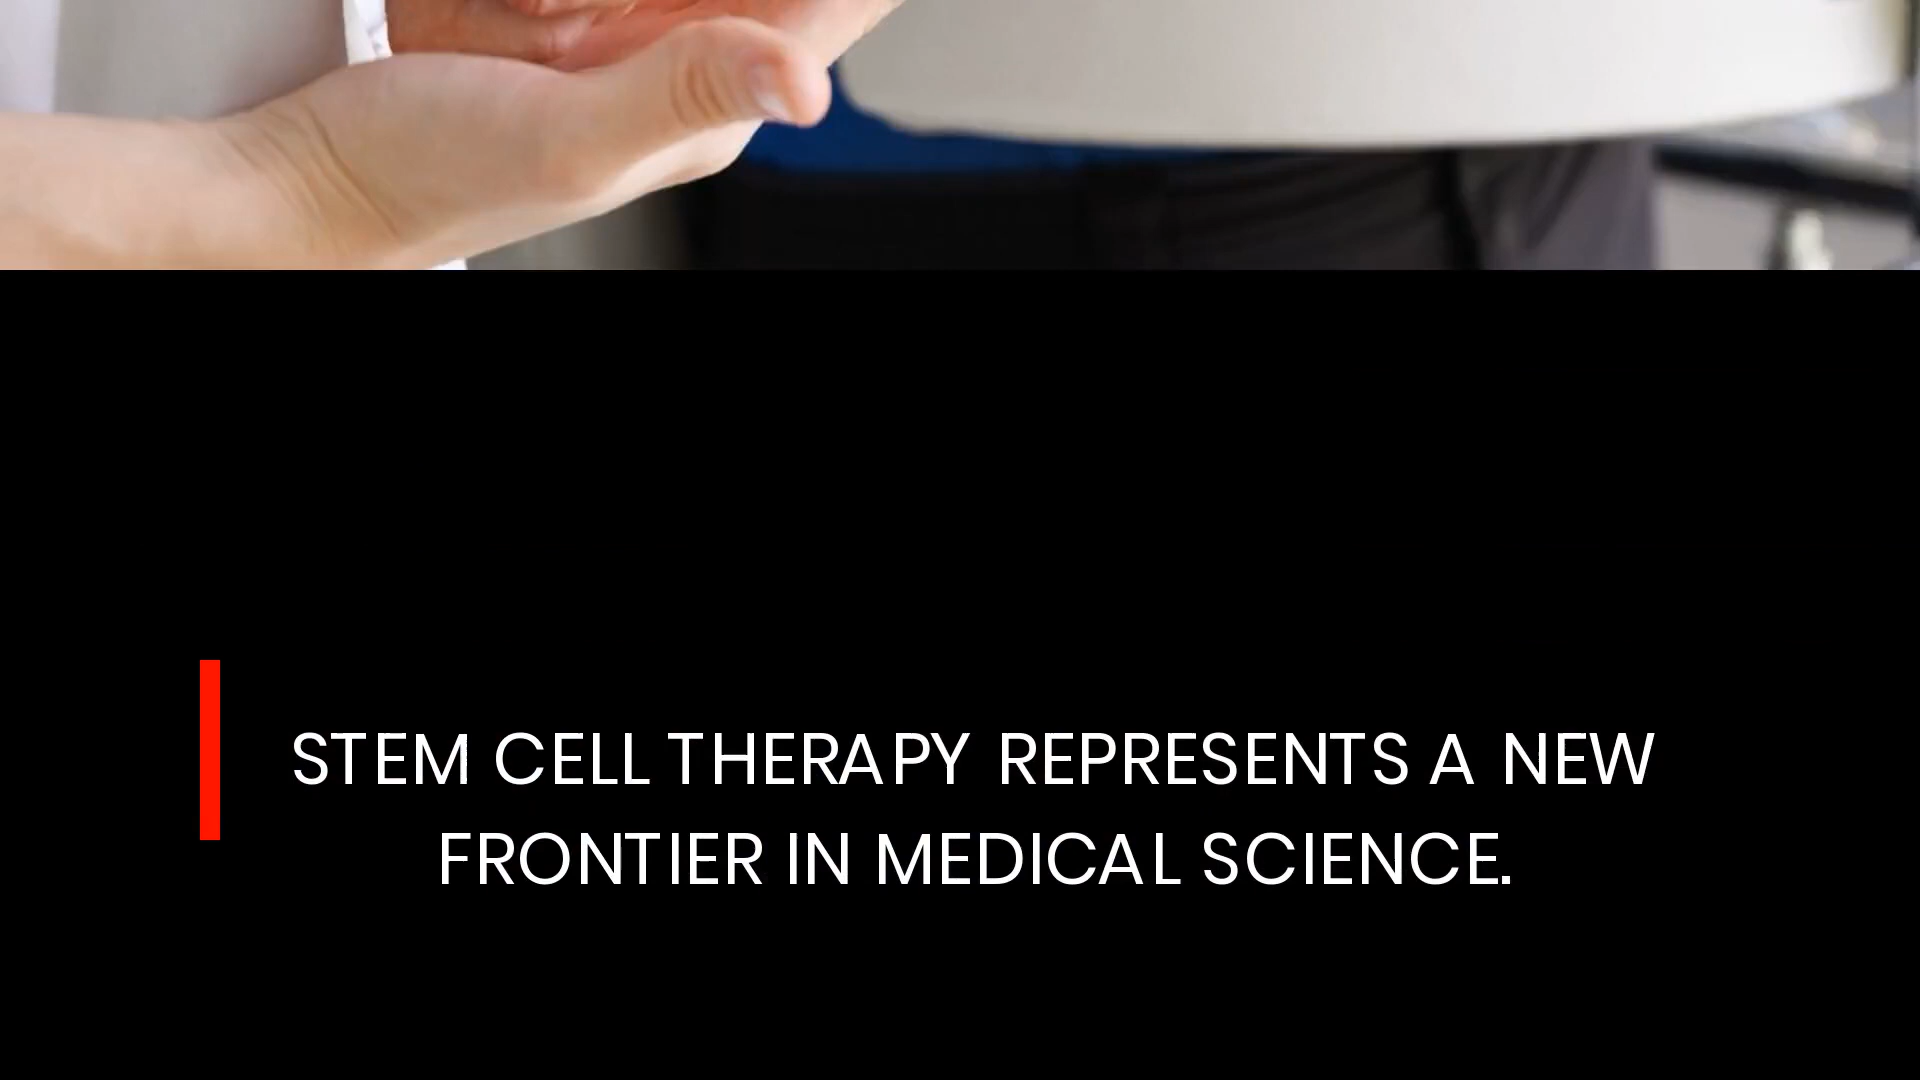 STEM CELL THERAPY REPRESENTS A NEW
FRONTIER IN MEDICAL SCIENCE.